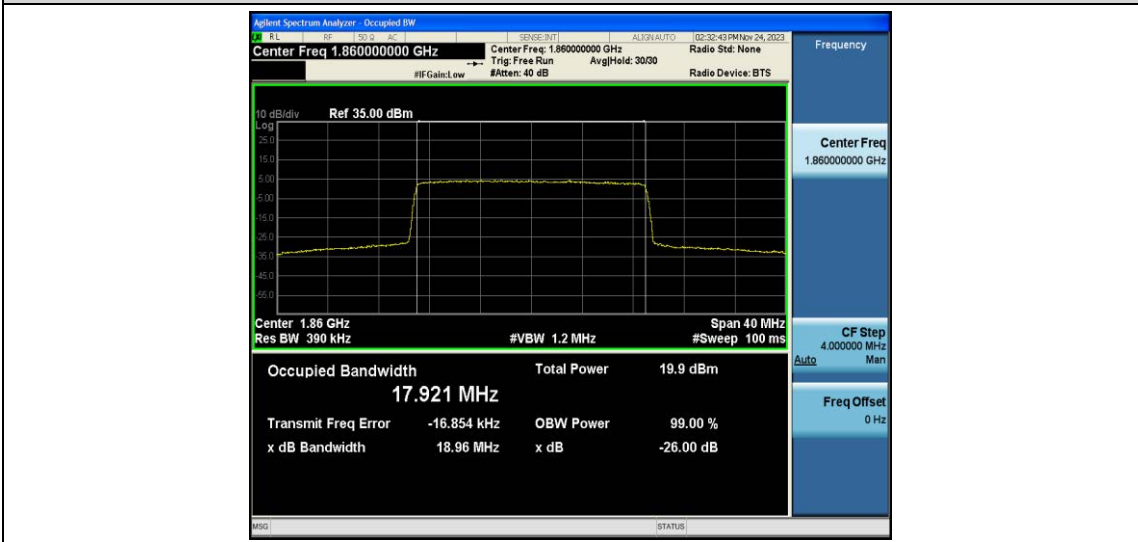 Agilent Spectrum Analyzer - Occupied BW
LXI RL RF 50 Ω AC SENSE:INT ALIGN AUTO 02:32:43 PM Nov 24, 2023
Center Freq 1.860000000 GHz
Center Freq: 1.860000000 GHz
Radio Std: None
Trig: Free Run Avg|Hold: 30/30
#IFGain:Low #Atten: 40 dB
Radio Device: BTS
10 dB/div Ref 35.00 dBm
Log
25.0
15.0
5.00
-5.00
-15.0
-25.0
-35.0
-45.0
-55.0
Center 1.86 GHz Span 40 MHz
Res BW 390 kHz #VBW 1.2 MHz #Sweep 100 ms
Occupied Bandwidth Total Power 19.9 dBm
17.921 MHz
Transmit Freq Error -16.854 kHz OBW Power 99.00 %
x dB Bandwidth 18.96 MHz x dB -26.00 dB
Frequency
Center Freq
1.860000000 GHz
CF Step
4.000000 MHz
Auto Man
Freq Offset
0 Hz
MSG STATUS